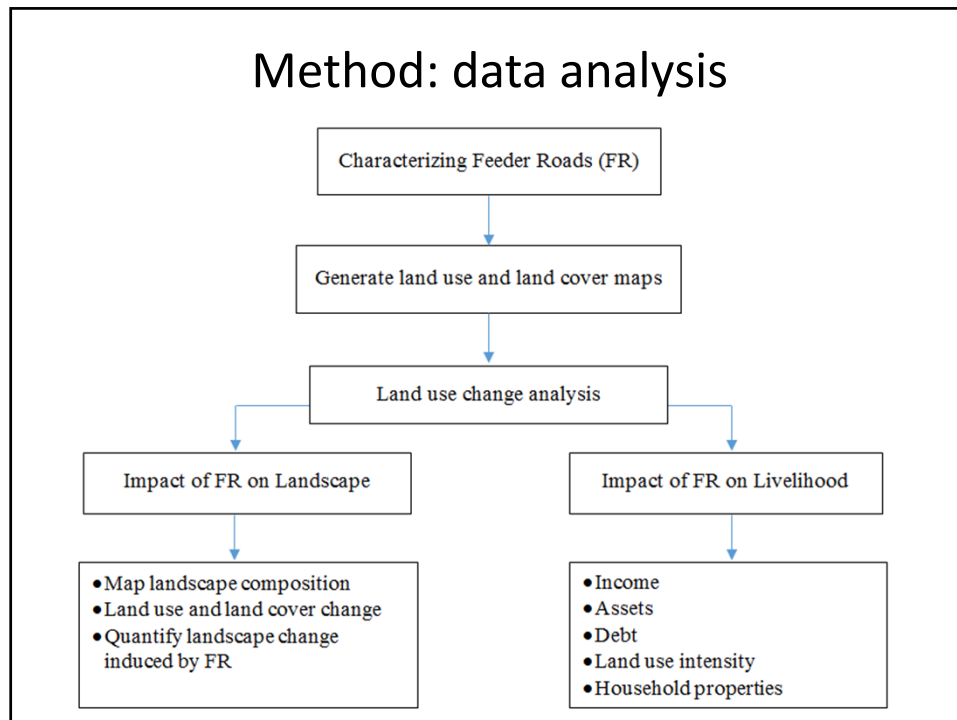 Method: data analysis
Characterizing Feeder Roads (FR)
Generate land use and land cover maps
Land use change analysis
Impact of FR on Landscape
Impact of FR on Livelihood
•Map landscape composition
•Land use and land cover change
•Quantify landscape change
induced by FR
•Income
•Assets
•Debt
•Land use intensity
•Household properties